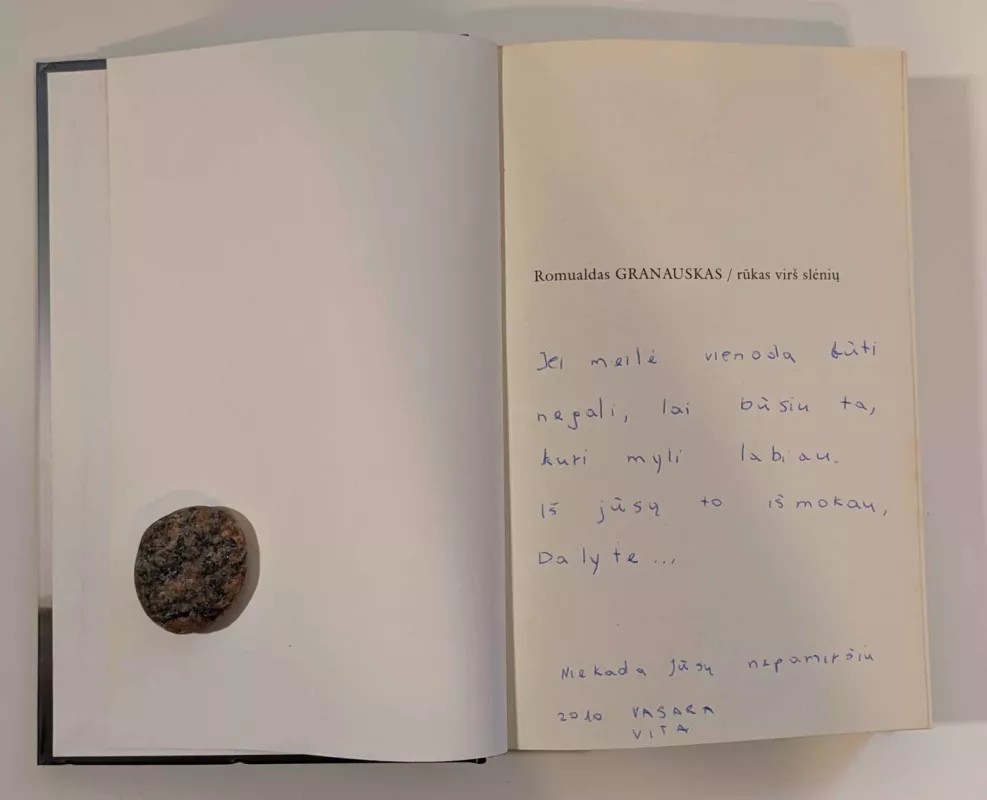 Romualdas GRANAUSKAS / rūkas virš slėnių
Jei meilė vienoda būti
negali, lai būsiu ta,
kuri myli labiau.
Iš jūsų to išmokau,
Dalyte...
Niekada Jūsų nepamiršiu
2010 VASARA
VITA